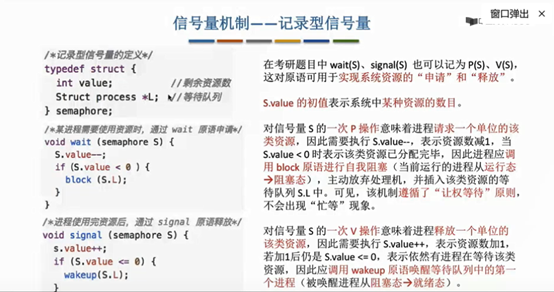 窗口弹出
信号量机制——记录型信号量
/*记录型信号量的定义*/
typedef struct {
int value; //剩余资源数
Struct process *L; //等待队列
} semaphore;
/*某进程需要使用资源时，通过 wait 原语申请*/
void wait (semaphore S) {
S.value--;
if (S.value < 0 ) {
block (S.L);
}
}
/*进程使用完资源后，通过 signal 原语释放*/
void signal (semaphore S) {
s.value++;
if (S.value <= 0) {
wakeup(S.L);
}
}
在考研题目中 wait(S)、signal(S) 也可以记为 P(S)、V(S)，
这对原语可用于实现系统资源的“申请”和“释放”。
S.value 的初值表示系统中某种资源的数目。
对信号量 S 的一次 P 操作意味着进程请求一个单位的该
类资源，因此需要执行 S.value--，表示资源数减1，当
S.value < 0 时表示该类资源已分配完毕，因此进程应调
用 block 原语进行自我阻塞（当前运行的进程从运行态
→阻塞态），主动放弃处理机，并插入该类资源的等
待队列 S.L 中。可见，该机制遵循了“让权等待”原则，
不会出现“忙等”现象。
对信号量 S 的一次 V 操作意味着进程释放一个单位的
该类资源，因此需要执行 S.value++，表示资源数加1，
若加1后仍是 S.value <= 0，表示依然有进程在等待该类
资源，因此应调用 wakeup 原语唤醒等待队列中的第一
个进程（被唤醒进程从阻塞态→就绪态）。